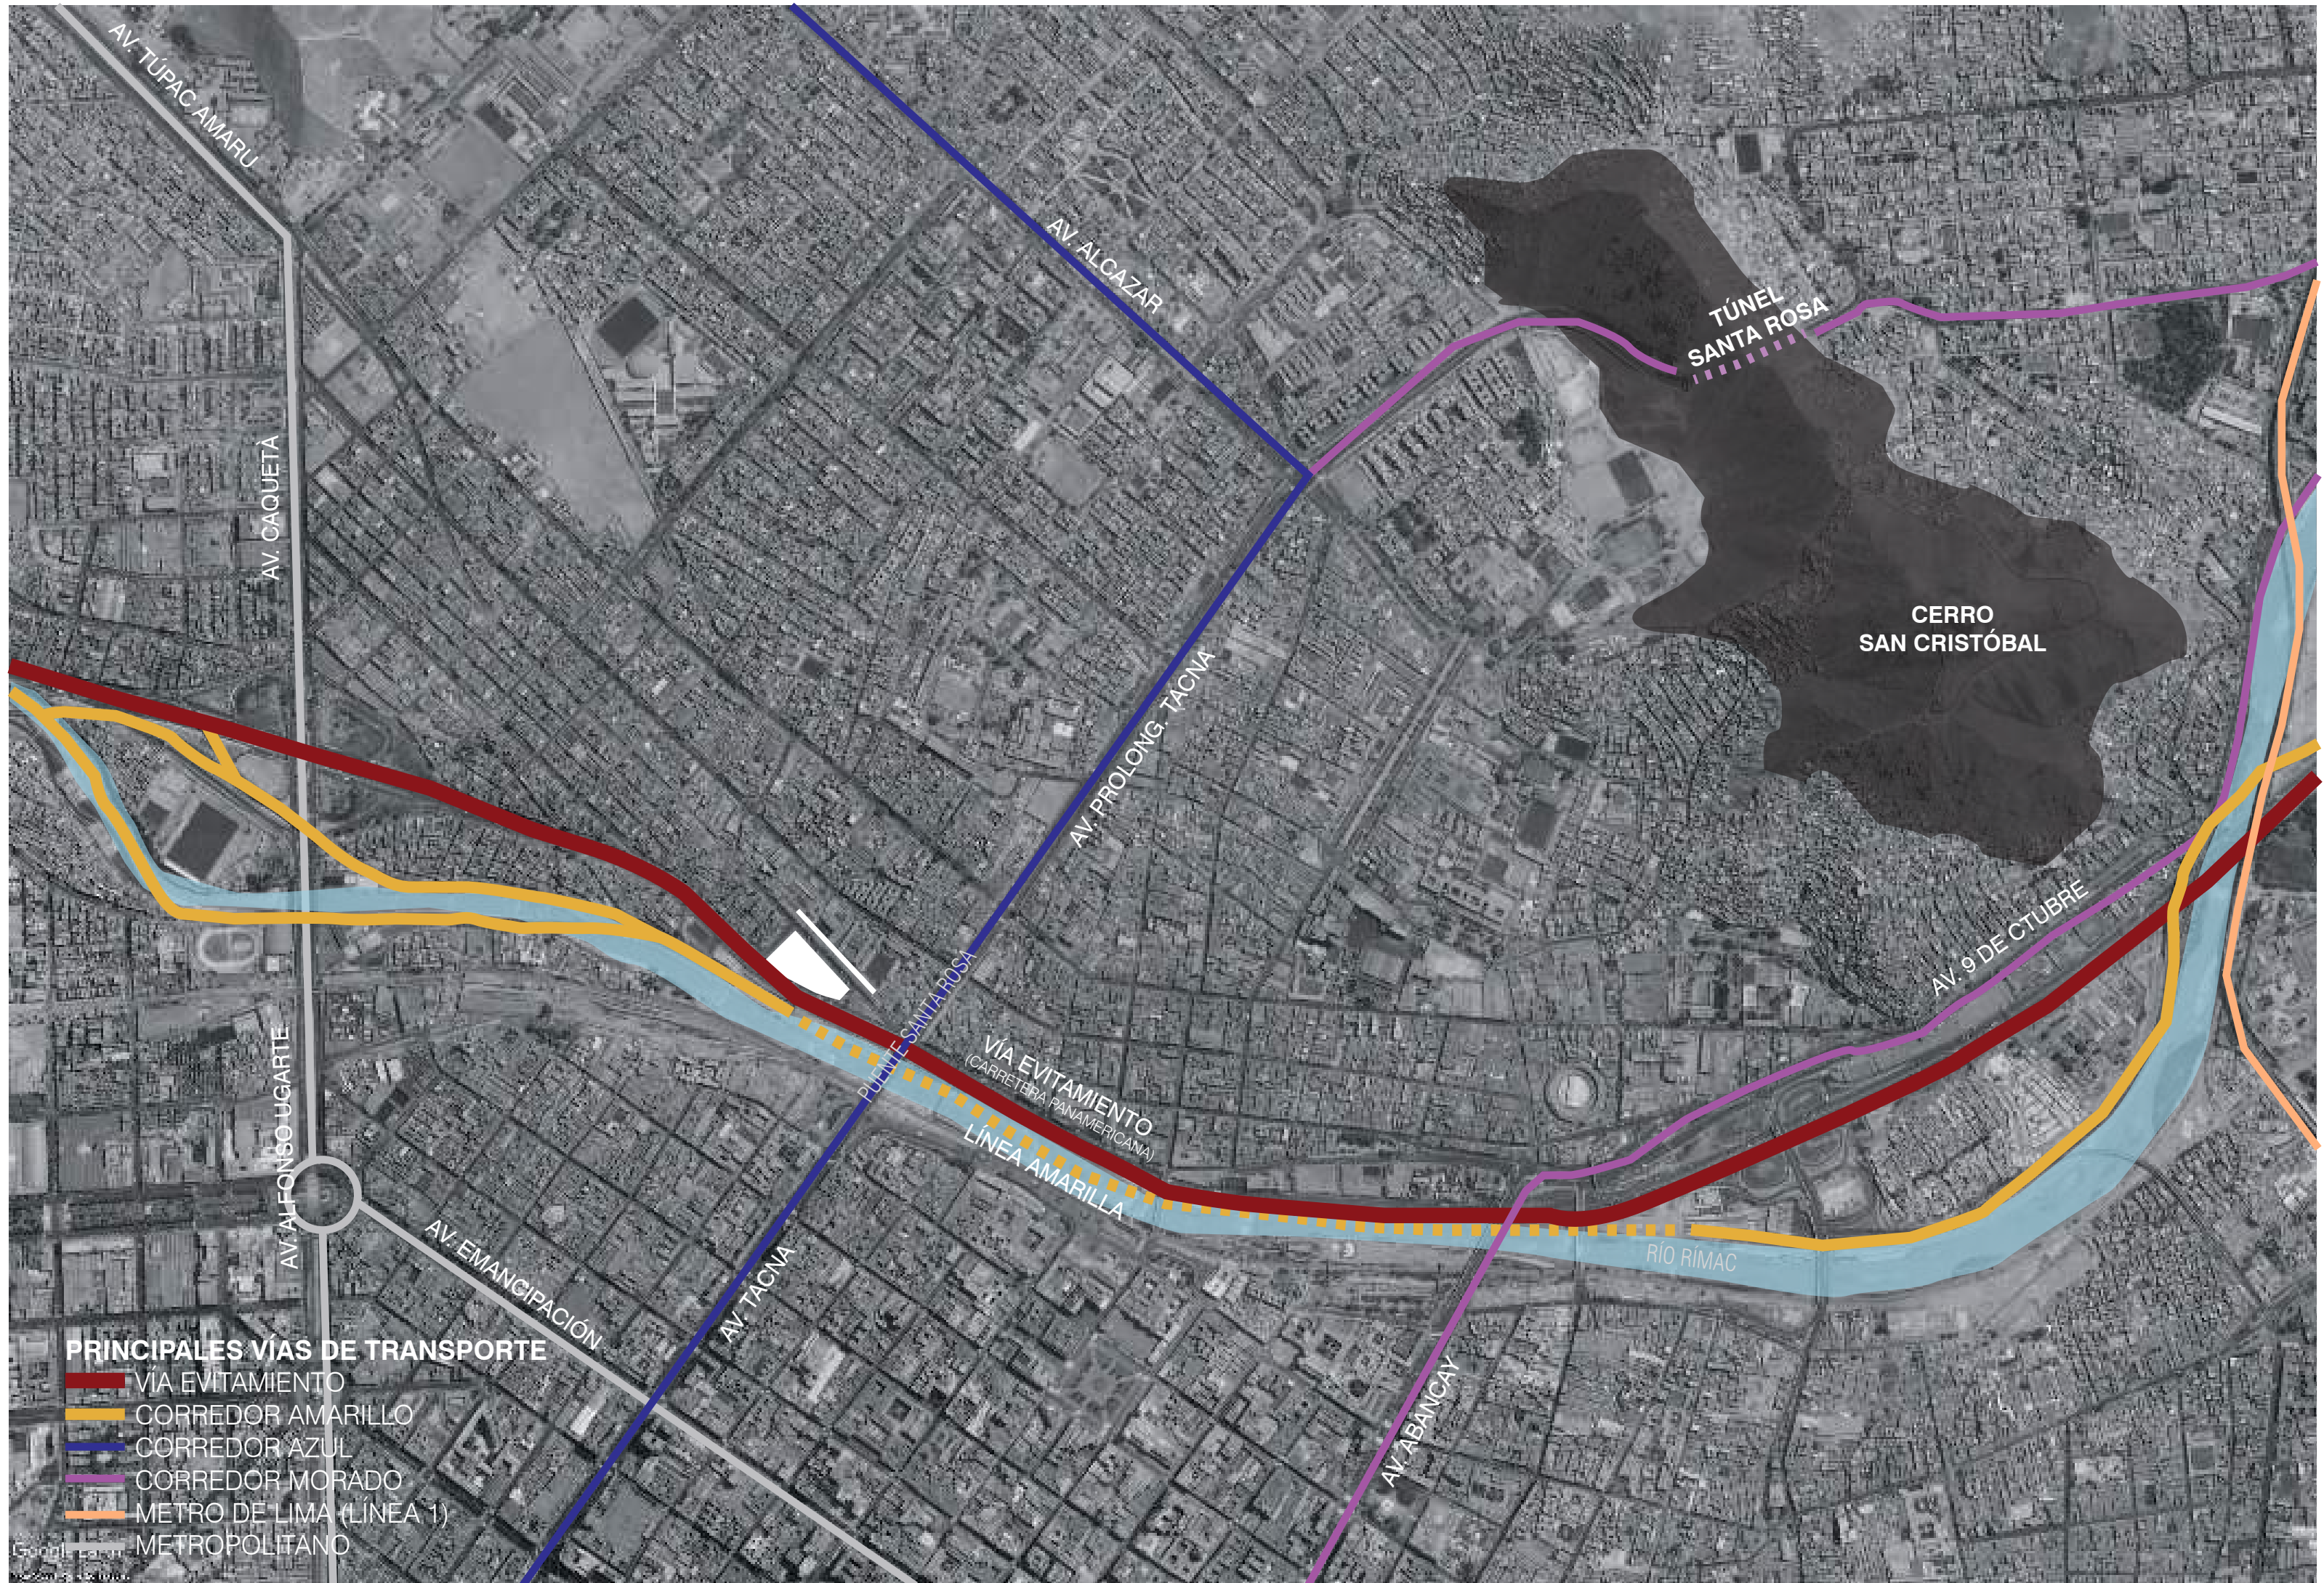 AV. TÚPAC AMARU
AV. ALCAZAR
TÚNEL
SANTA ROSA
AV. CAQUETÀ
CERRO
SAN CRISTÓBAL
AV. PROLONG. TACNA
AV. 9 DE CTUBRE
PUENTE SANTA ROSA
VÍA EVITAMIENTO
(CARRETERA PANAMERICANA)
LÍNEA AMARILLA
AV. ALFONSO UGARTE
RÍO RÍMAC
AV. EMANCIPACIÓN
AV. TACNA
AV. ABANCAY
PRINCIPALES VÍAS DE TRANSPORTE
VÍA EVITAMIENTO
CORREDOR AMARILLO
CORREDOR AZUL
CORREDOR MORADO
METRO DE LIMA (LÍNEA 1)
METROPOLITANO